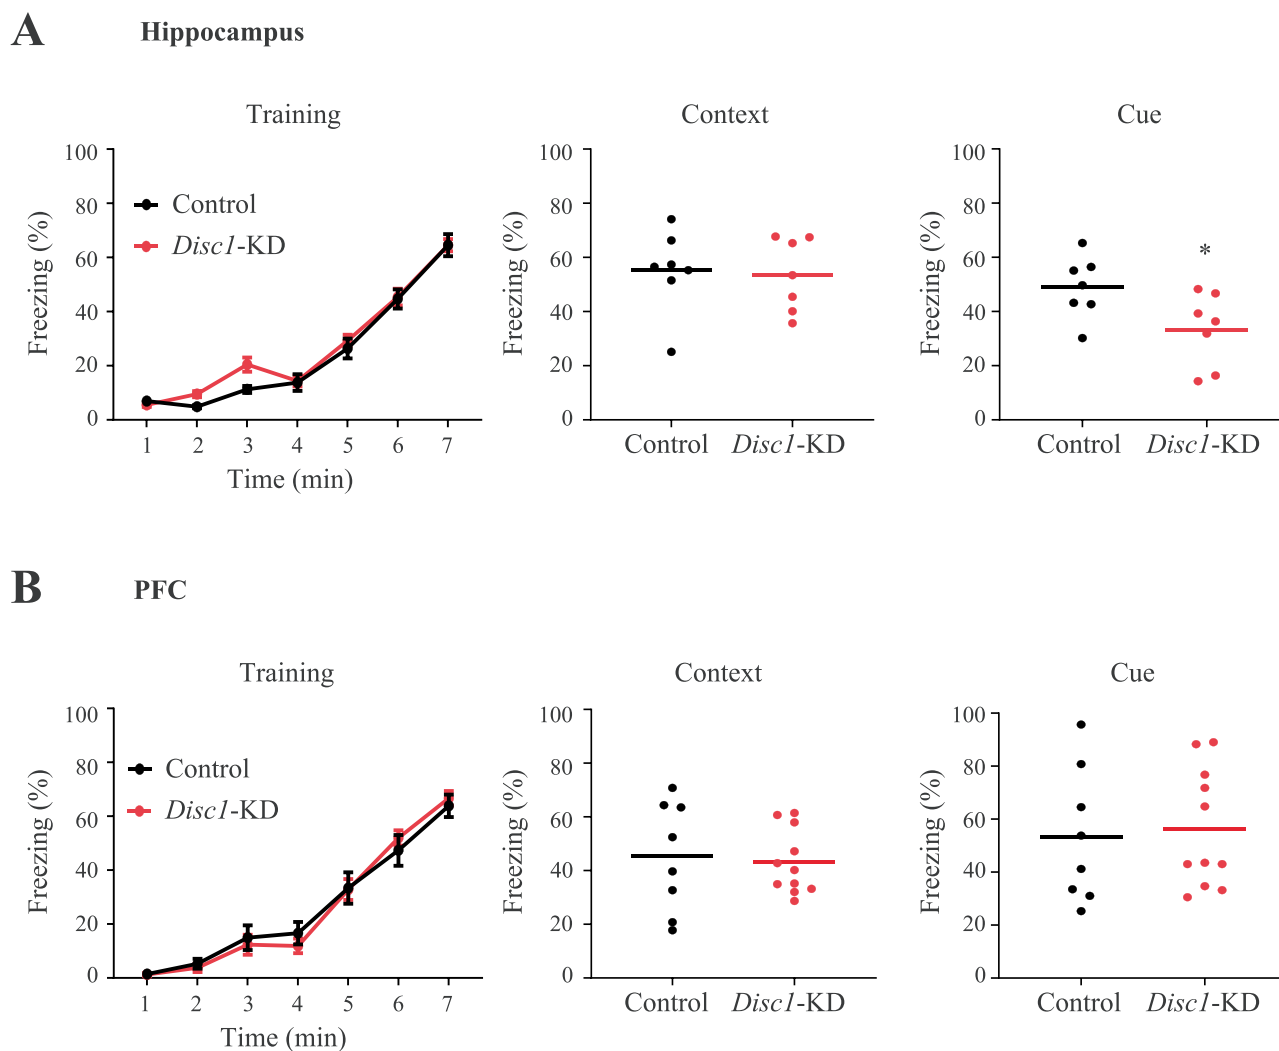 A
Hippocampus
Training
Context
Cue
100
80
60
40
20
0
Freezing (%)
Control
Disc1-KD
1 2 3 4 5 6 7
Time (min)
100
80
60
40
20
0
Freezing (%)
Control Disc1-KD
100
80
60
40
20
0
Freezing (%)
*
Control Disc1-KD
B
PFC
Training
Context
Cue
100
80
60
40
20
0
Freezing (%)
Control
Disc1-KD
1 2 3 4 5 6 7
Time (min)
100
80
60
40
20
0
Freezing (%)
Control Disc1-KD
100
80
60
40
20
0
Freezing (%)
Control Disc1-KD